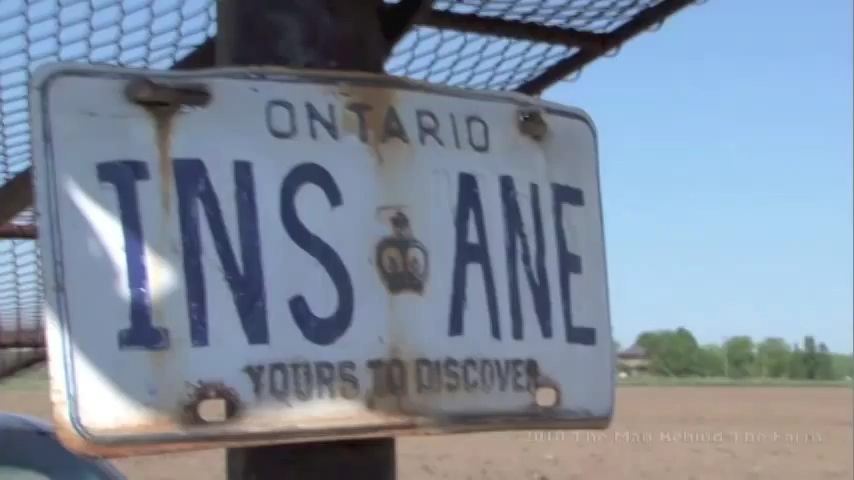 ONTARIO
INS ANE
YOURS TO DISCOVER
2010 The Man Behind The Farm